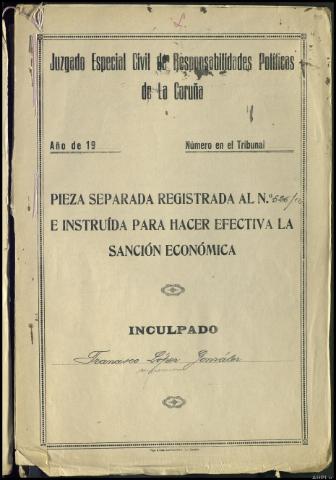 Juzgado Especial Civil de Responsabilidades Políticas
de La Coruña
Año de 19
Número en el Tribunal
PIEZA SEPARADA REGISTRADA AL N.º
E INSTRUÍDA PARA HACER EFECTIVA LA
SANCIÓN ECONÓMICA
INCULPADO
Francisco López González